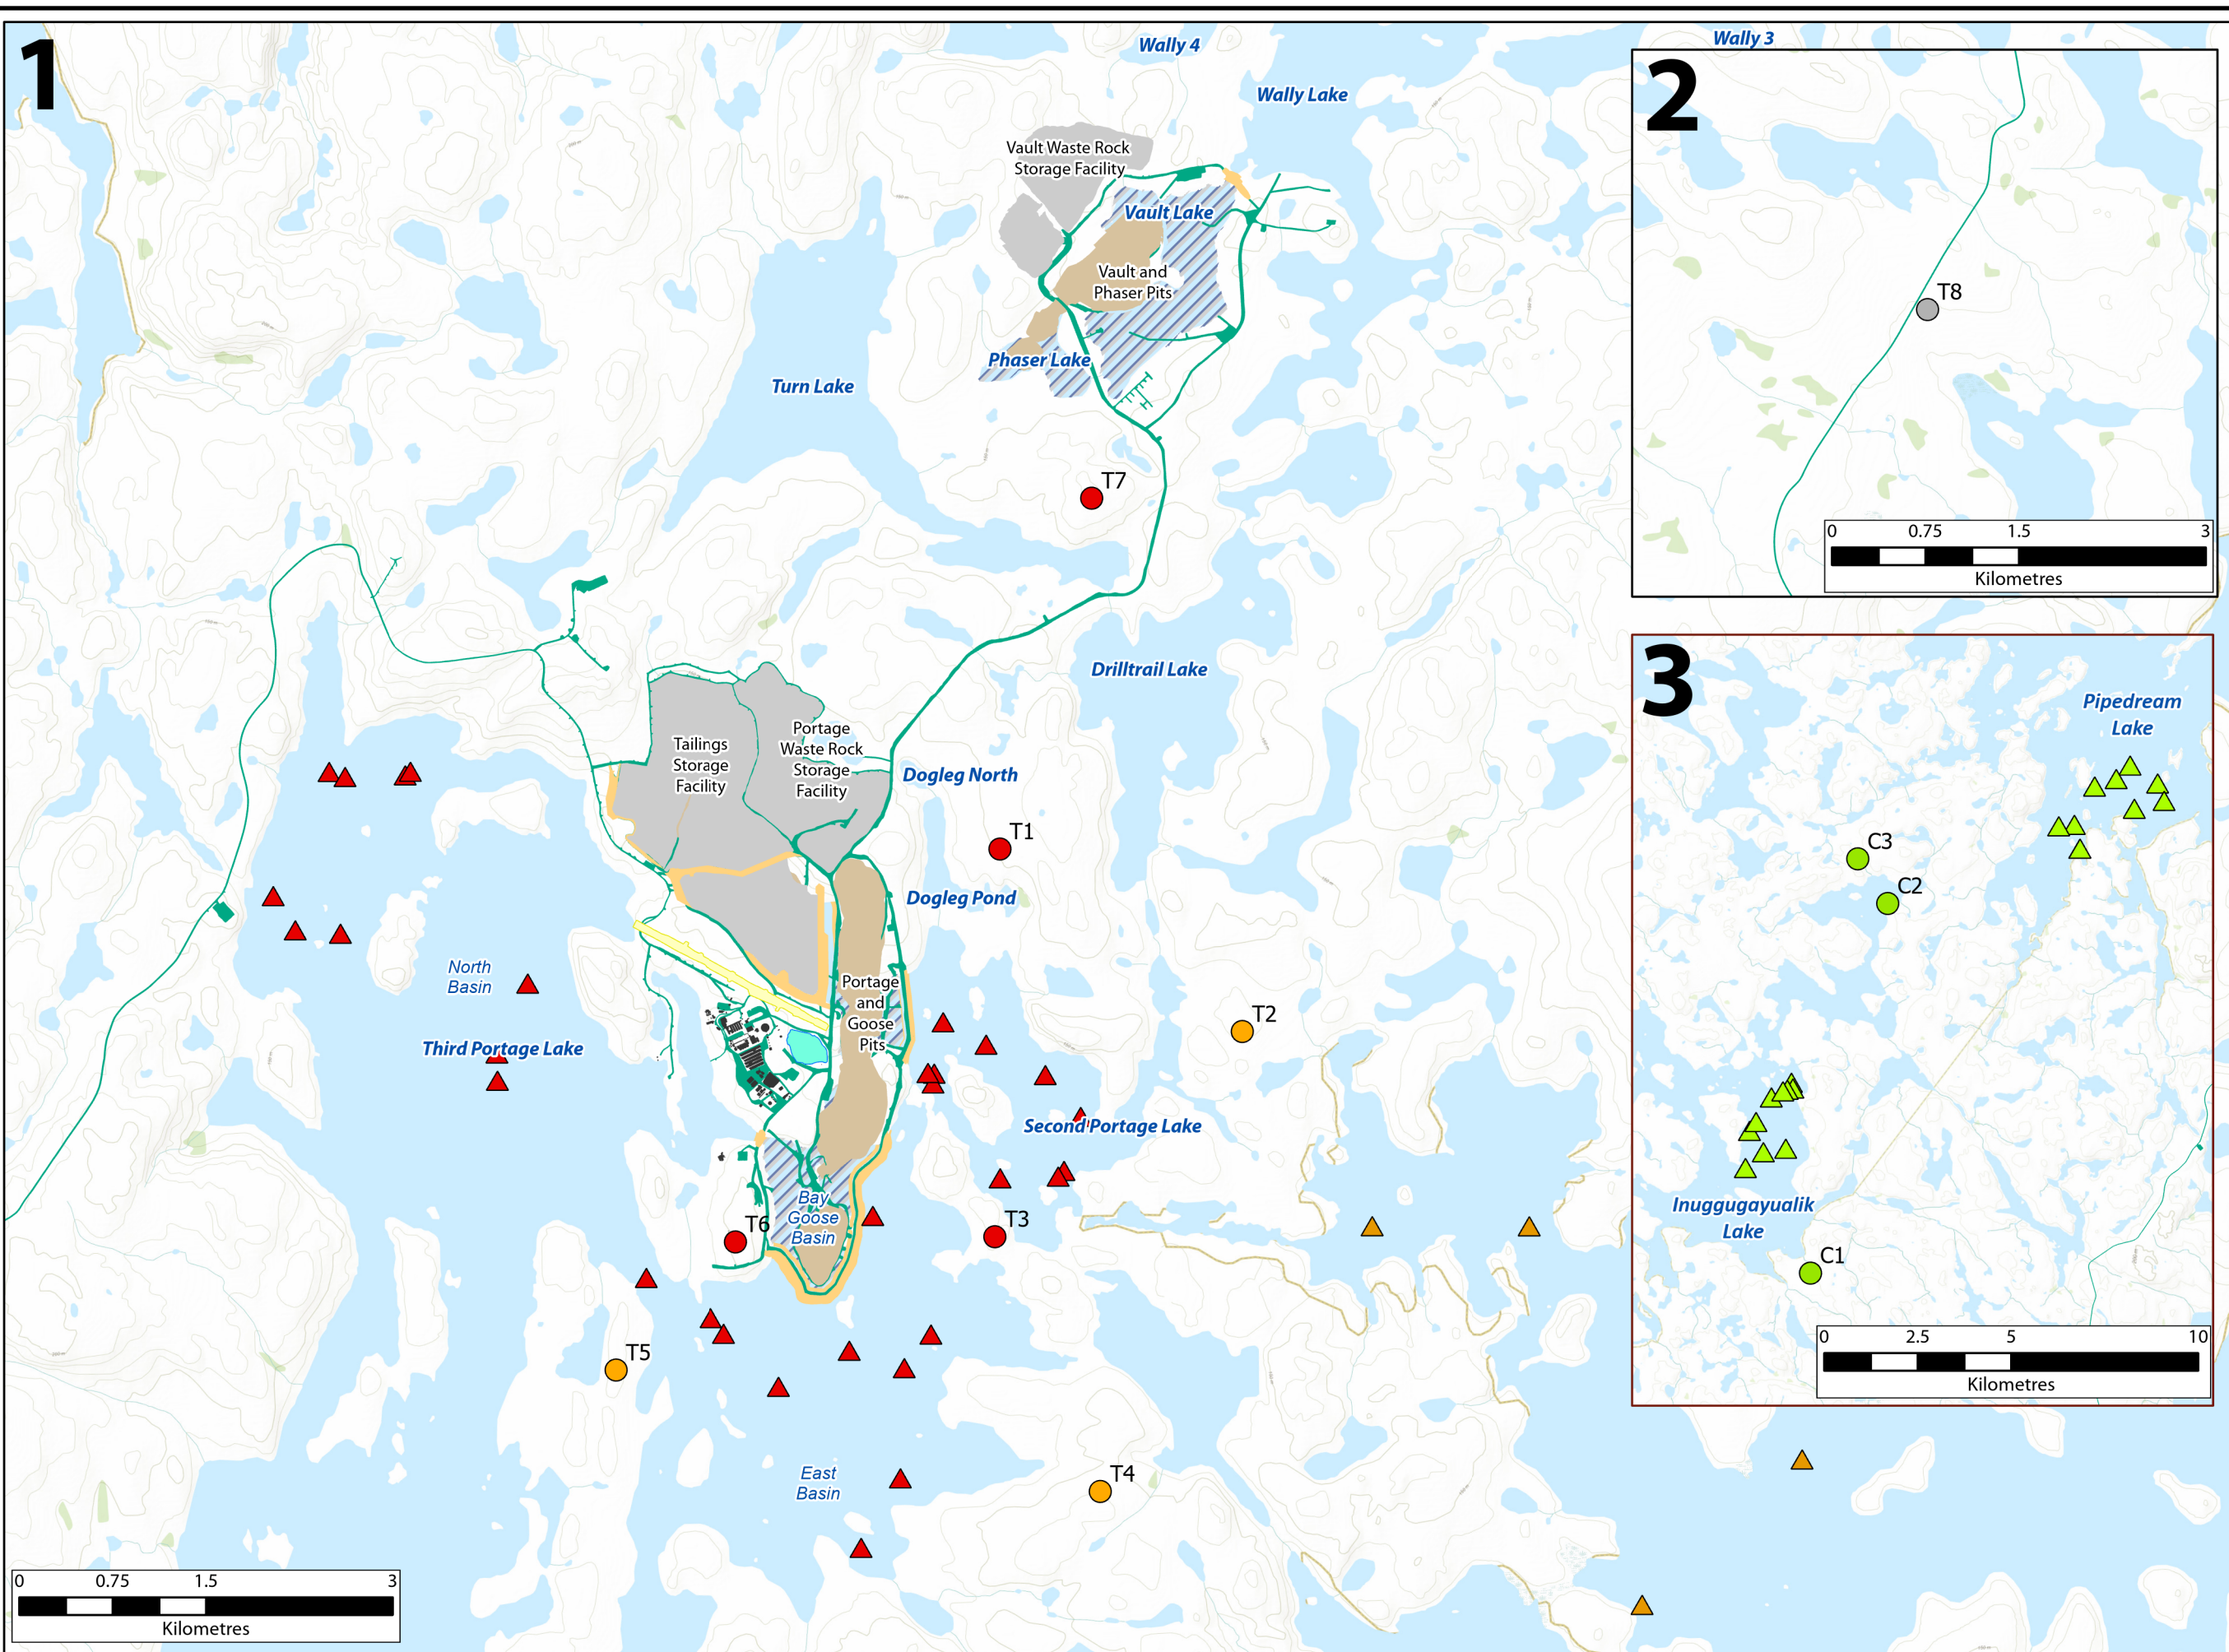 1
Wally 4
Wally Lake
Wally 3
Vault Waste Rock
Storage Facility
Vault Lake
Vault and
Phaser Pits
Phaser Lake
Turn Lake
T7
Drilltrail Lake
Tailings
Storage
Facility
Portage
Waste Rock
Storage
Facility
Dogleg North
T1
Dogleg Pond
North
Basin
Portage
and
Goose
Pits
T2
Third Portage Lake
Second Portage Lake
Bay
Goose
Basin
T6
T3
T5
East
Basin
T4
0 0.75 1.5 3
Kilometres
2
T8
0 0.75 1.5 3
Kilometres
3
Pipedream
Lake
C3
C2
Inuggugayualik
Lake
C1
0 2.5 5 10
Kilometres